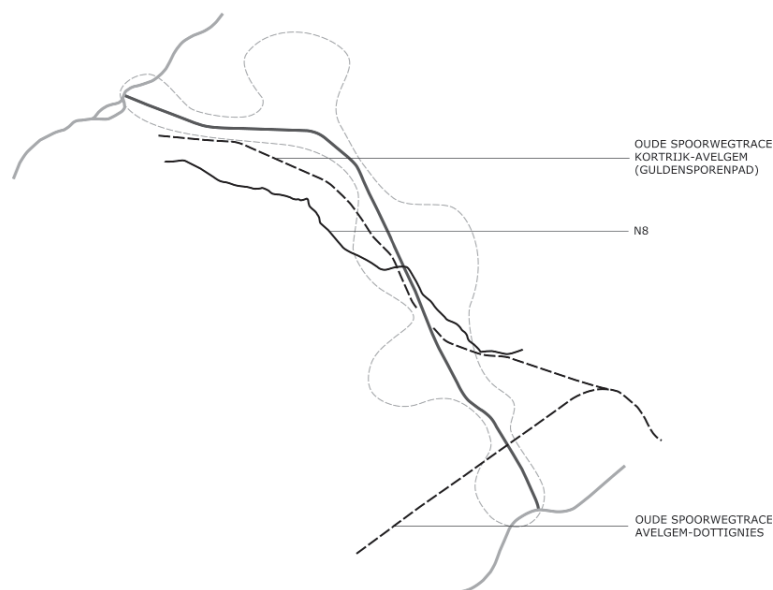 OUDE SPOORWEGTRACE
KORTRIJK-AVELGEM
(GULDENSPORENPAD)
N8
OUDE SPOORWEGTRACE
AVELGEM-DOTTIGNIES